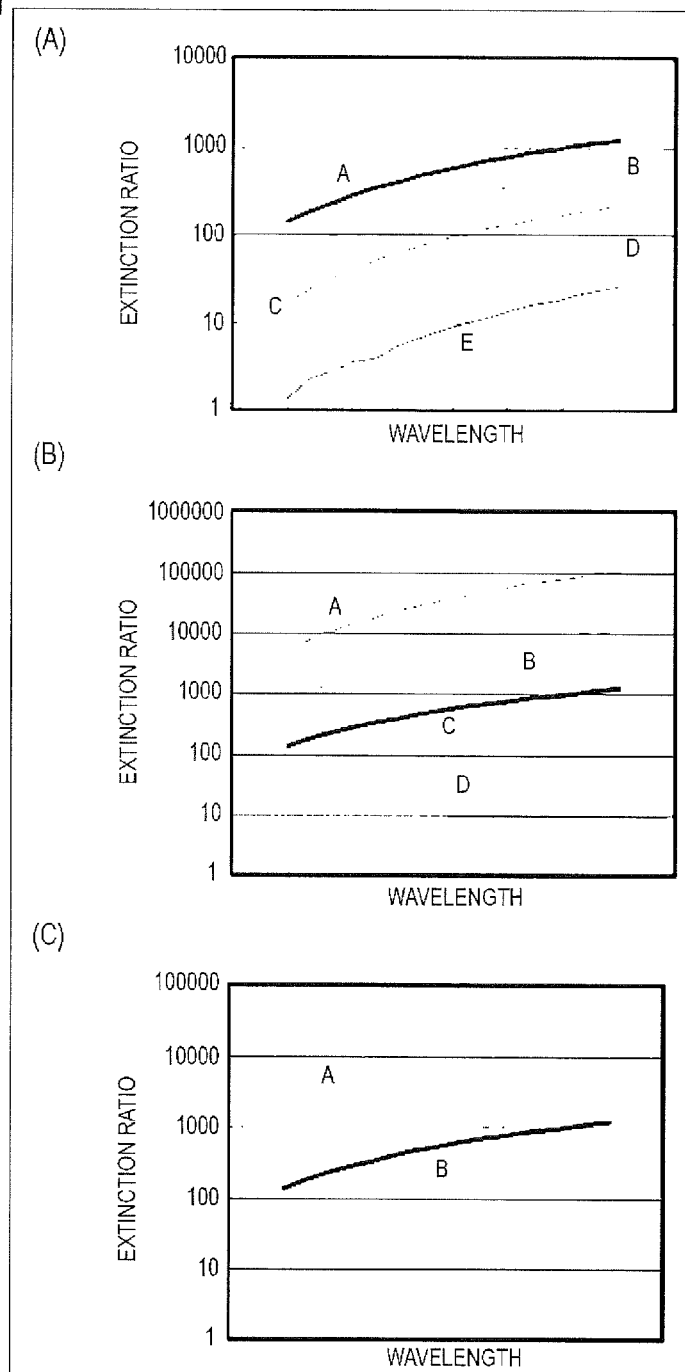 (A)
10000
1000
100
10
1
EXTINCTION RATIO
A
B
C
D
E
WAVELENGTH
(B)
1000000
100000
10000
1000
100
10
1
EXTINCTION RATIO
A
B
C
D
WAVELENGTH
(C)
100000
10000
1000
100
10
1
EXTINCTION RATIO
A
B
WAVELENGTH